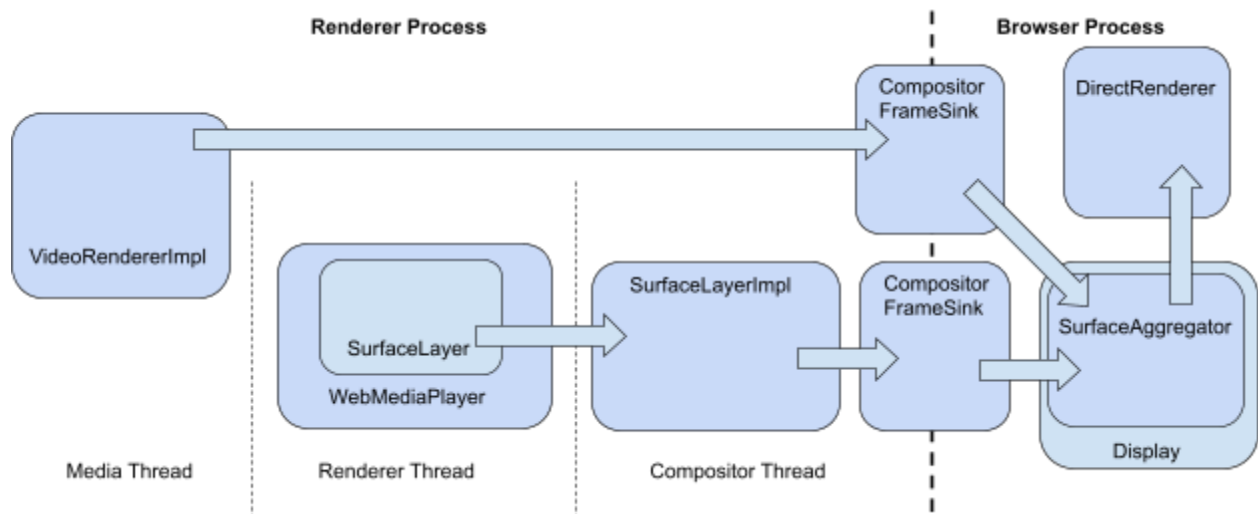 Renderer Process
Browser Process
Compositor
FrameSink
DirectRenderer
VideoRendererImpl
SurfaceLayer
WebMediaPlayer
SurfaceLayerImpl
Compositor
FrameSink
SurfaceAggregator
Display
Media Thread
Renderer Thread
Compositor Thread